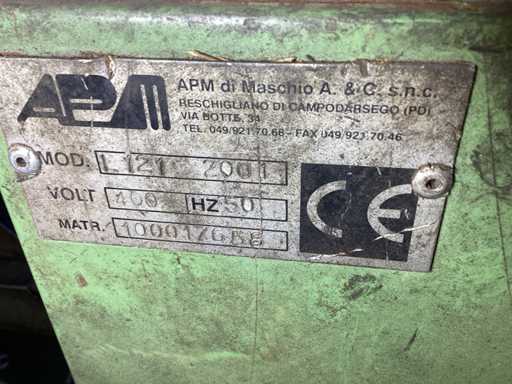 APM
APM di Maschio A. & C. s.n.c.
RESCHIGLIANO DI CAMPODARSEGO (PD)
VIA BOTTE, 34
TEL. 049/921.70.66 - FAX 049/921.70.46
MOD. 2001
VOLT 400 HZ 50
MATR.
CE